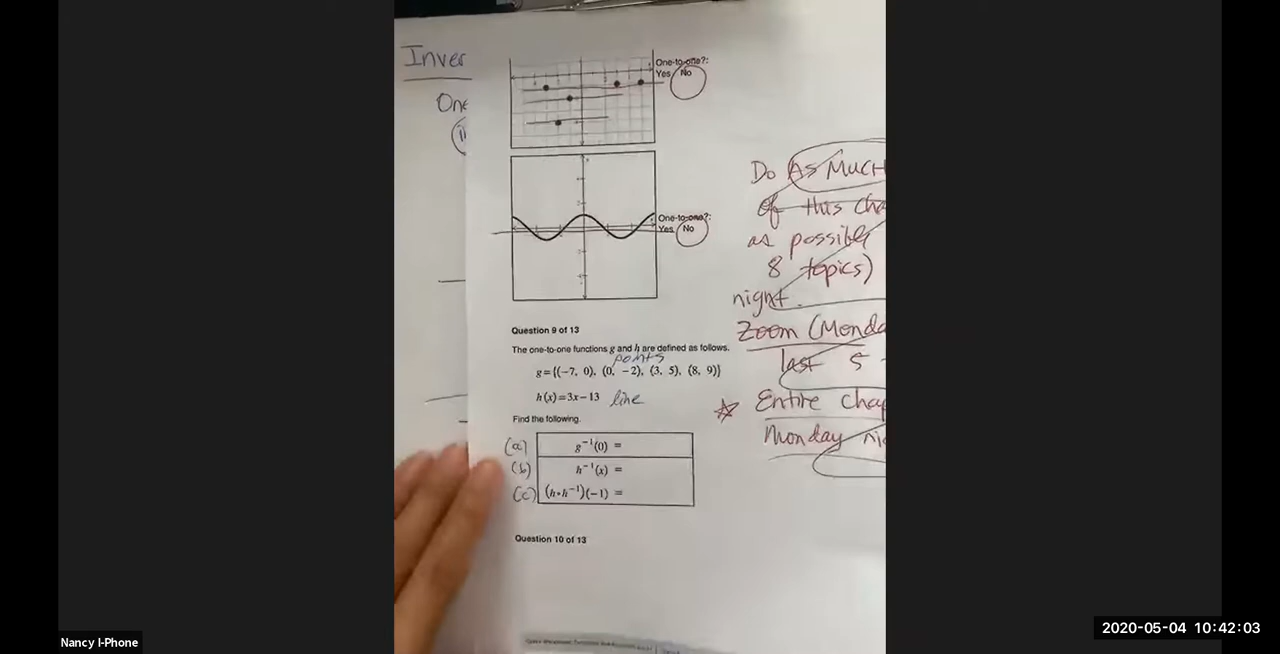 Inver
One
One-to-one?:
Yes No
One-to-one?:
Yes No
Do As Much
of this cha
as possible
8 topics)
night.
Zoom (Monda
last 5
Entire Chap
Monday ni
Question 9 of 13
The one-to-one functions g and h are defined as follows.
points
g={(−7, 0), (0, −2), (3, 5), (8, 9)}
h(x)=3x−13 line
Find the following.
(a) g⁻¹(0) =
(b) h⁻¹(x) =
(c) (h∘h⁻¹)(−1) =
Question 10 of 13
Nancy I-Phone
2020-05-04 10:42:03